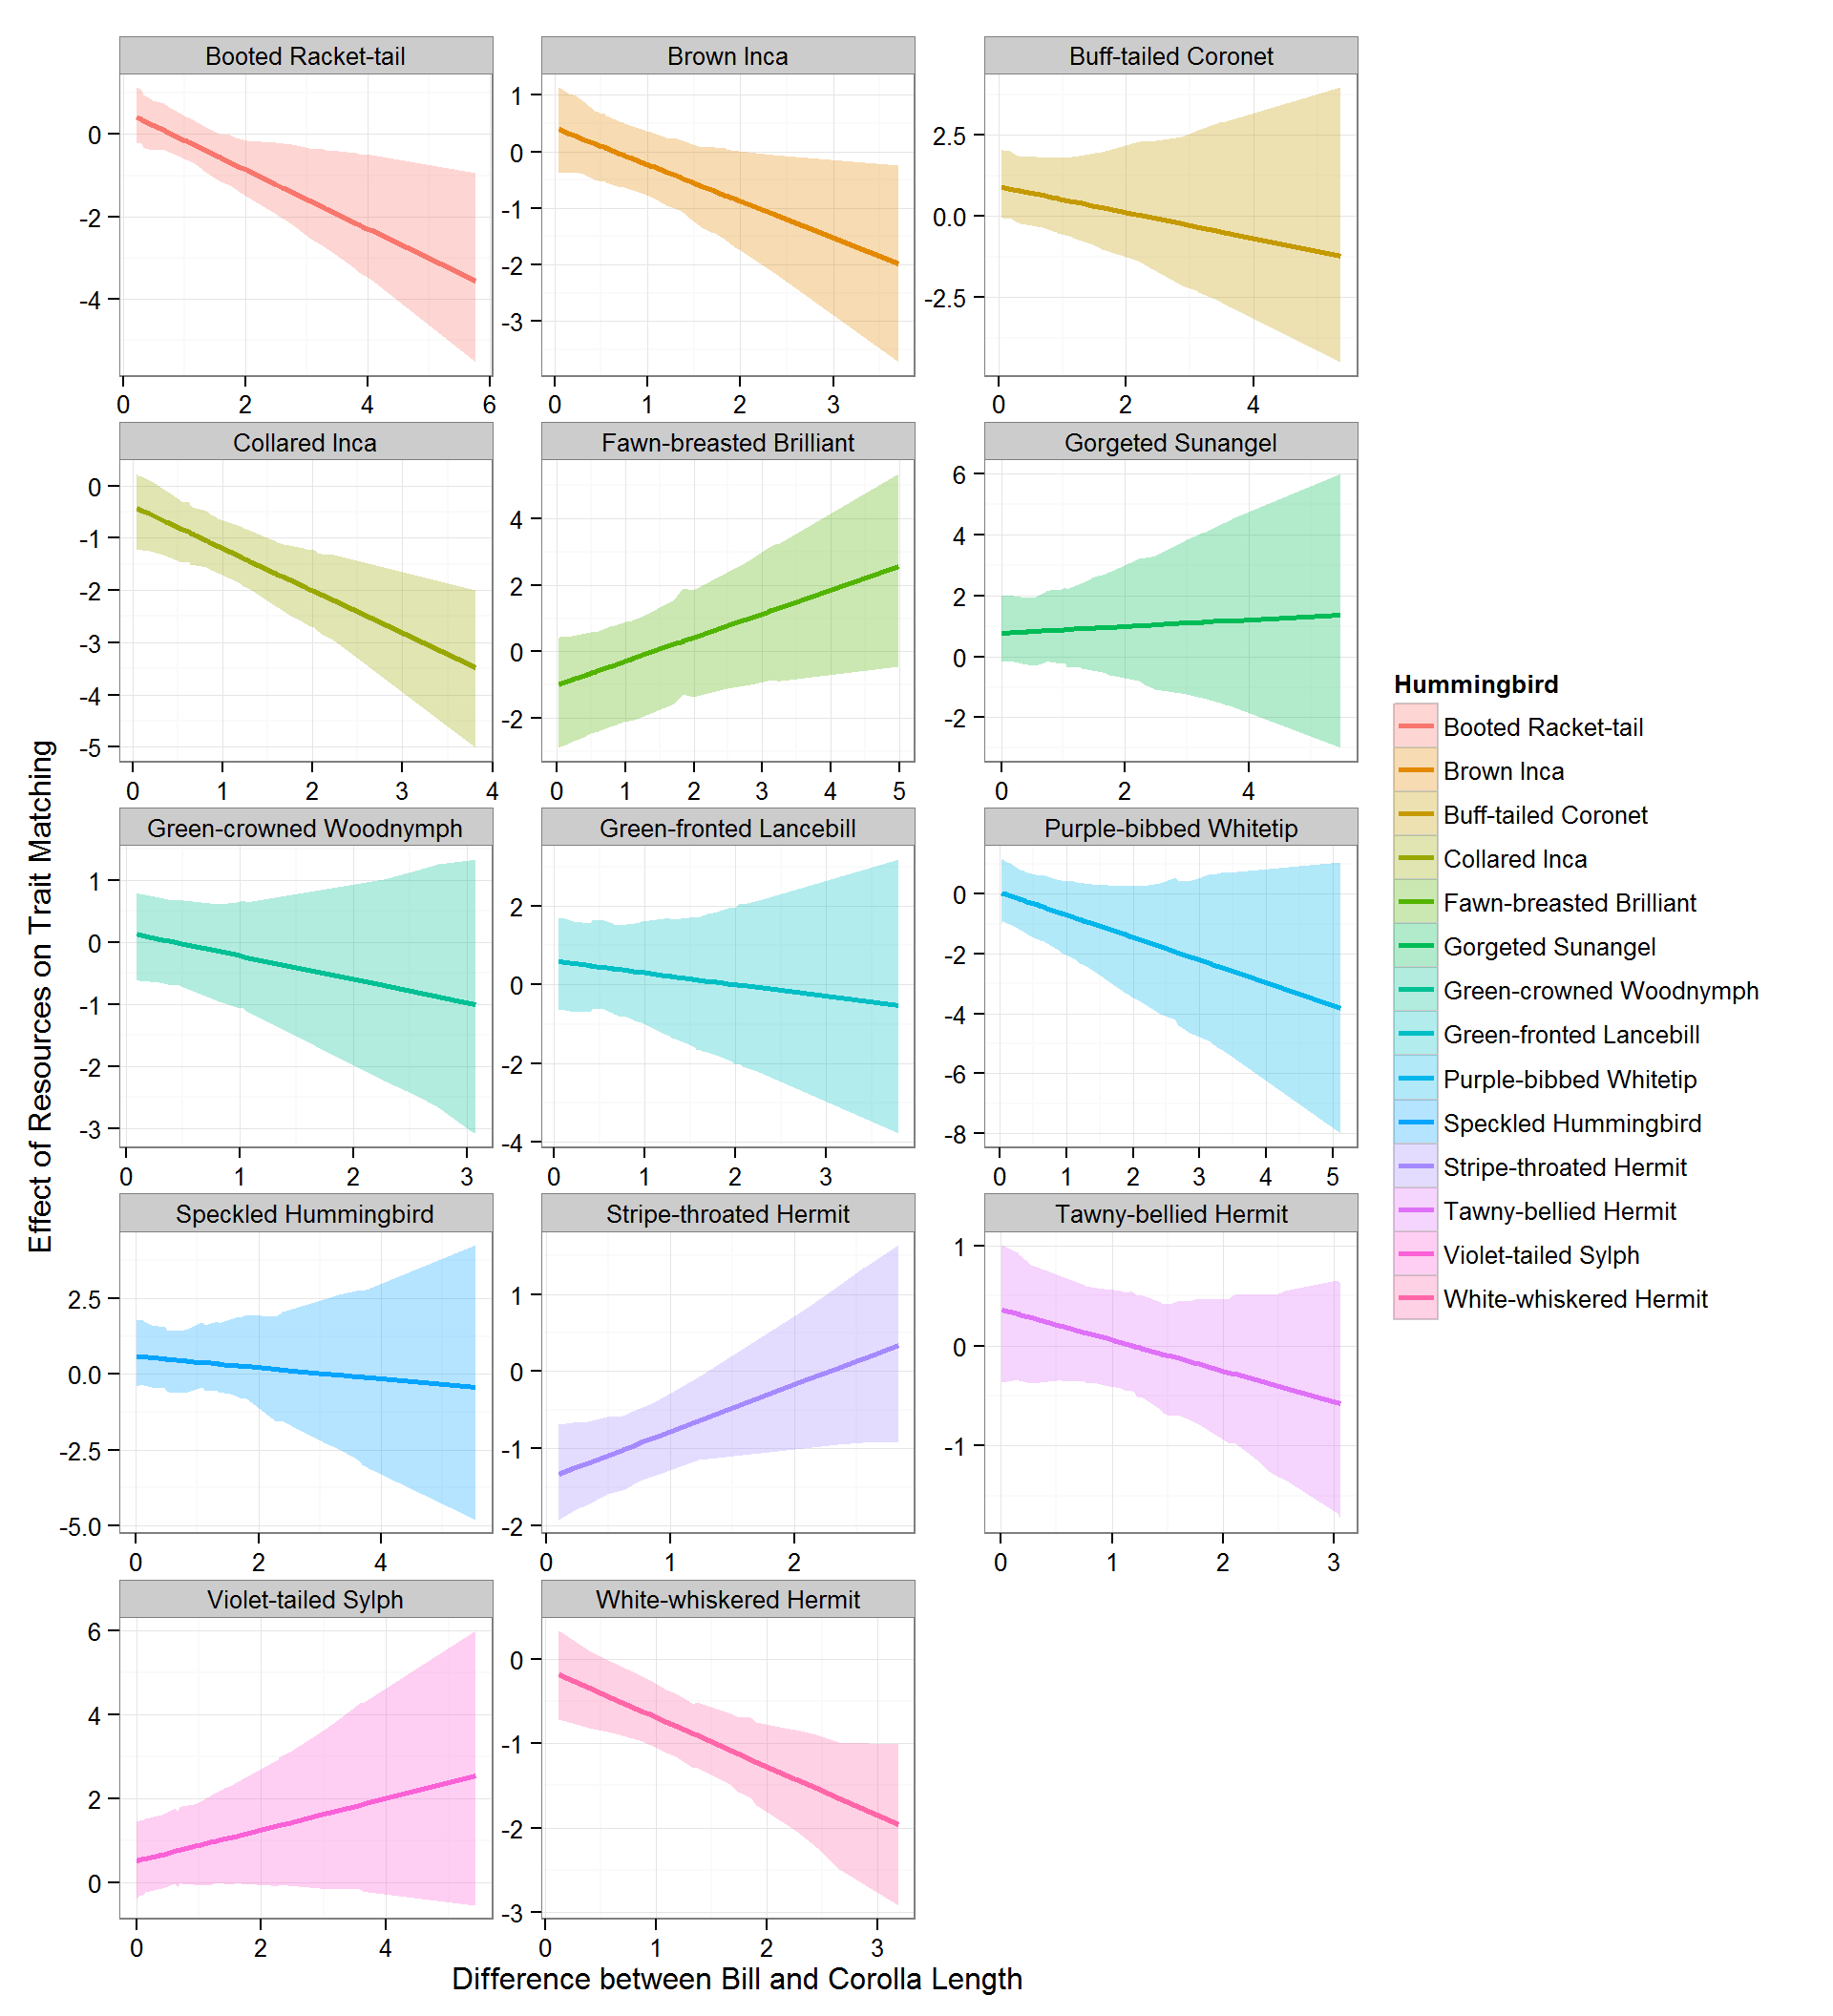 Booted Racket-tail
Brown Inca
Buff-tailed Coronet
0
-2
-4
1
0
-1
-2
-3
2.5
0.0
-2.5
0 2 4 6
0 1 2 3
0 2 4
Collared Inca
Fawn-breasted Brilliant
Gorgeted Sunangel
0
-1
-2
-3
-4
-5
4
2
0
-2
6
4
2
0
-2
0 1 2 3 4
0 1 2 3 4 5
0 2 4
Green-crowned Woodnymph
Green-fronted Lancebill
Purple-bibbed Whitetip
1
0
-1
-2
-3
2
0
-2
-4
0
-2
-4
-6
-8
0 1 2 3
0 1 2 3
0 1 2 3 4 5
Speckled Hummingbird
Stripe-throated Hermit
Tawny-bellied Hermit
2.5
0.0
-2.5
-5.0
1
0
-1
-2
1
0
-1
0 2 4
0 1 2
0 1 2 3
Violet-tailed Sylph
White-whiskered Hermit
6
4
2
0
0
-1
-2
-3
0 2 4
0 1 2 3
Difference between Bill and Corolla Length
Effect of Resources on Trait Matching
Hummingbird
Booted Racket-tail
Brown Inca
Buff-tailed Coronet
Collared Inca
Fawn-breasted Brilliant
Gorgeted Sunangel
Green-crowned Woodnymph
Green-fronted Lancebill
Purple-bibbed Whitetip
Speckled Hummingbird
Stripe-throated Hermit
Tawny-bellied Hermit
Violet-tailed Sylph
White-whiskered Hermit